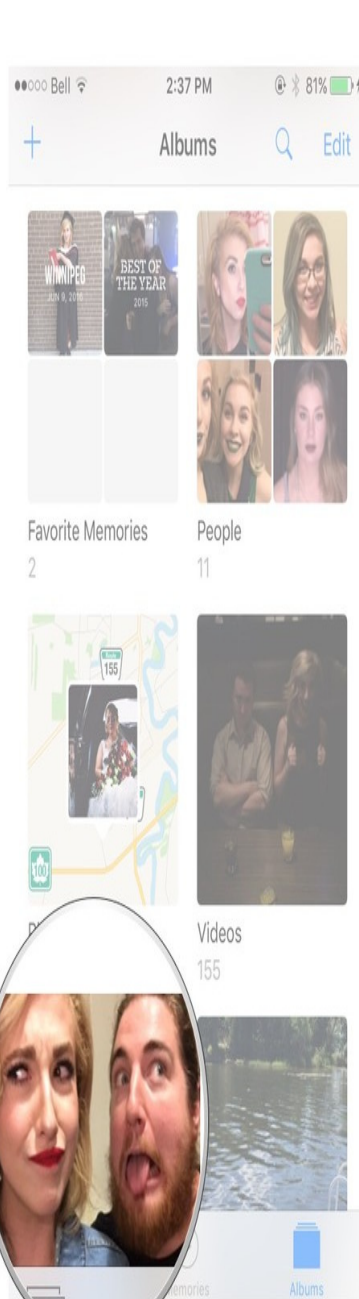 Bell 2:37 PM 81%
+ Albums Edit
WINNIPEG
JUN 9, 2016
BEST OF
THE YEAR
2015
Favorite Memories
2
People
11
Route
155
100
Videos
155
Albums